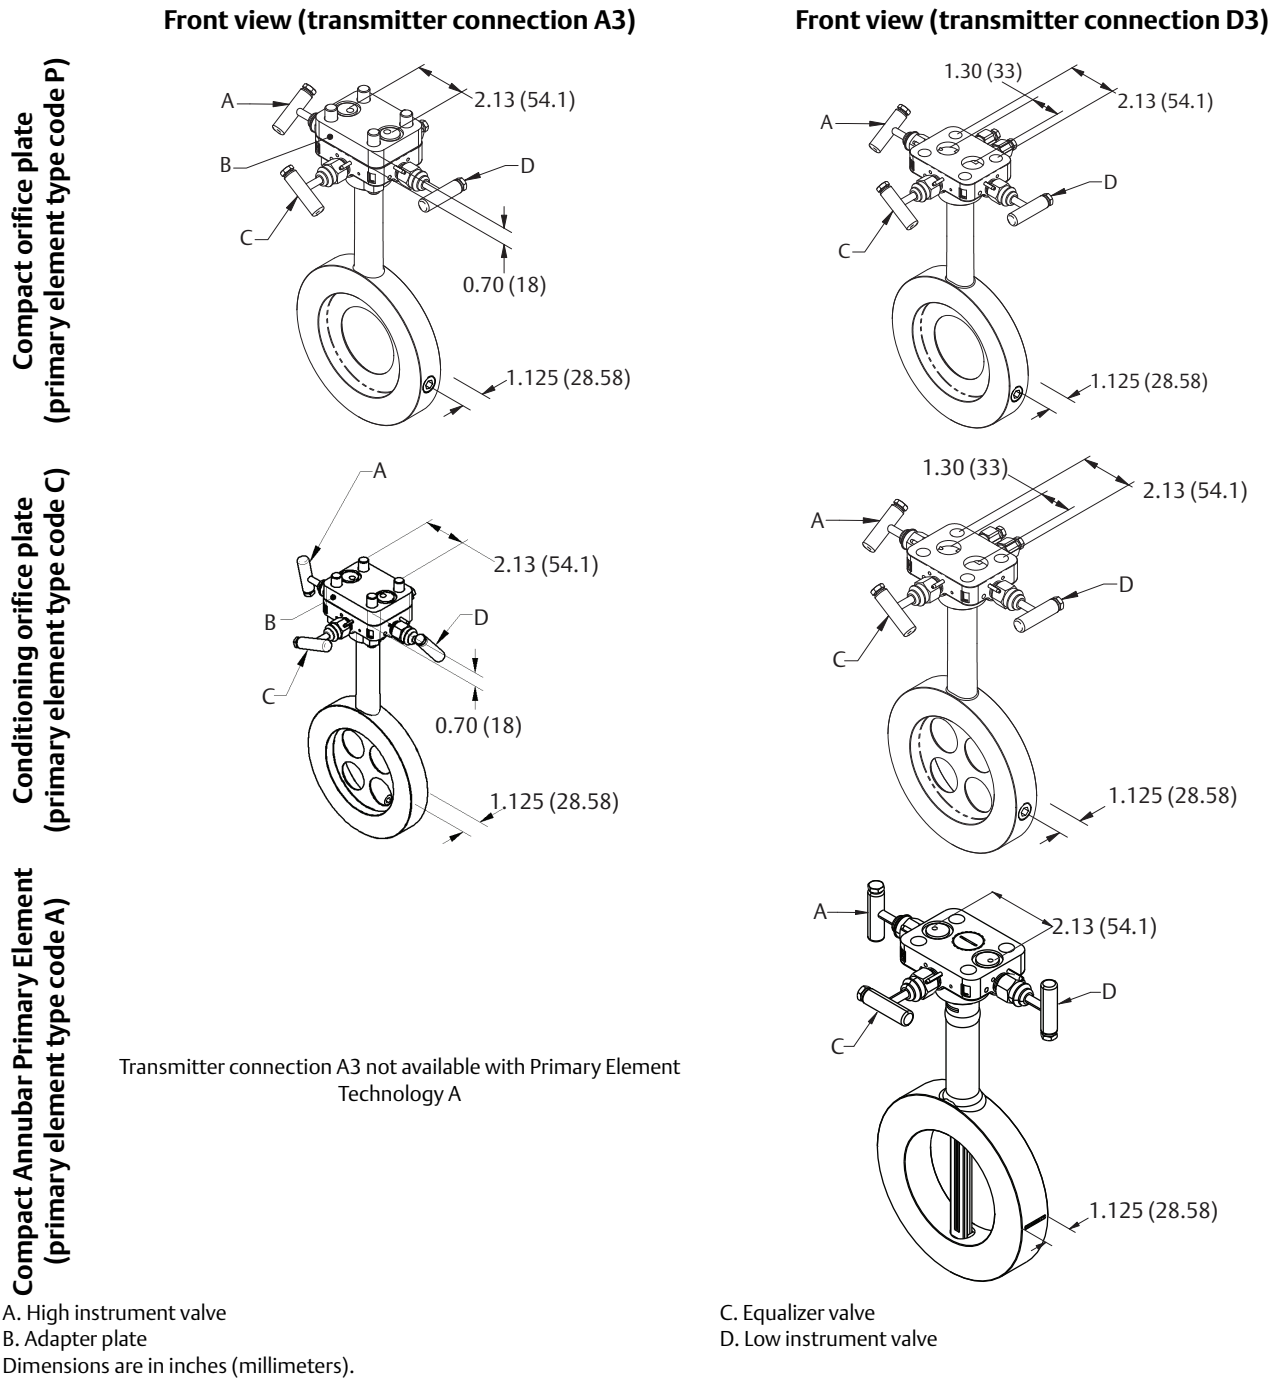 Front view (transmitter connection A3)
Front view (transmitter connection D3)
Compact orifice plate
(primary element type code P)
A
B
C
D
2.13 (54.1)
0.70 (18)
1.125 (28.58)
1.30 (33)
2.13 (54.1)
A
C
D
1.125 (28.58)
Conditioning orifice plate
(primary element type code C)
A
2.13 (54.1)
B
D
C
0.70 (18)
1.125 (28.58)
1.30 (33)
2.13 (54.1)
A
D
C
1.125 (28.58)
Compact Annubar Primary Element
(primary element type code A)
Transmitter connection A3 not available with Primary Element
Technology A
A
2.13 (54.1)
D
C
1.125 (28.58)
A. High instrument valve
B. Adapter plate
C. Equalizer valve
D. Low instrument valve
Dimensions are in inches (millimeters).